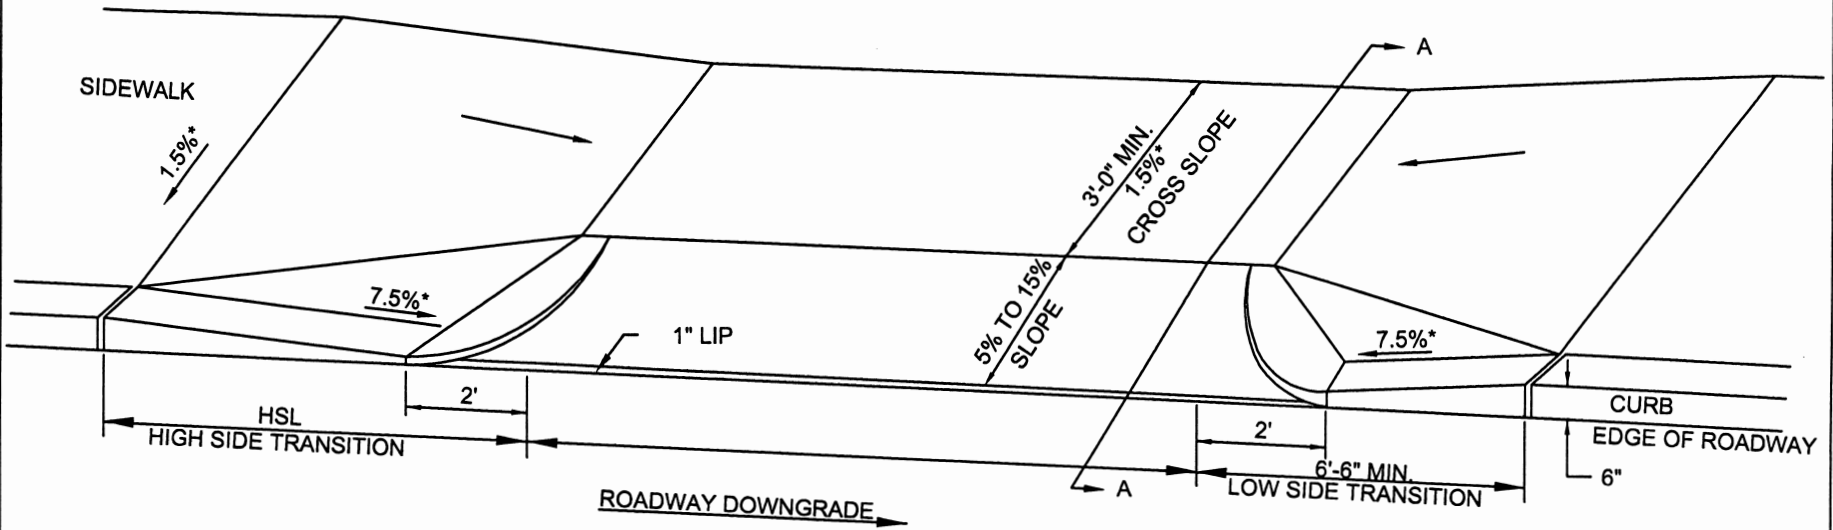 A
SIDEWALK
1.5%*
3'-0" MIN.
1.5%*
CROSS SLOPE
7.5%*
1" LIP
5% TO 15%
SLOPE
7.5%*
2'
HSL
HIGH SIDE TRANSITION
2'
CURB
EDGE OF ROADWAY
6'-6" MIN.
LOW SIDE TRANSITION
6"
A
ROADWAY DOWNGRADE